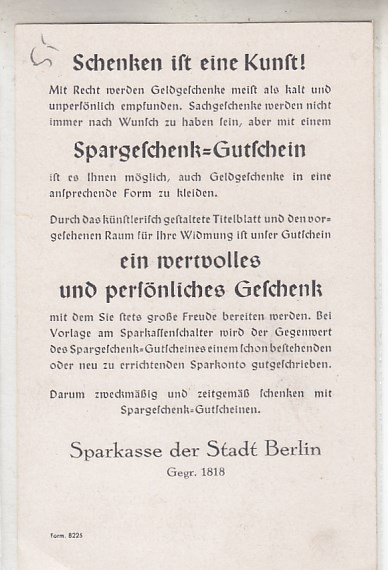 Schenken ist eine Kunst!
Mit Recht werden Geldgeschenke meist als kalt und
unpersönlich empfunden. Sachgeschenke werden nicht
immer nach Wunsch zu haben sein, aber mit einem
Spargeschenk=Gutschein
ist es Ihnen möglich, auch Geldgeschenke in eine
ansprechende Form zu kleiden.
Durch das künstlerisch gestaltete Titelblatt und den vor-
gesehenen Raum für Ihre Widmung ist unser Gutschein
ein wertvolles
und persönliches Geschenk
mit dem Sie stets große Freude bereiten werden. Bei
Vorlage am Sparkassenschalter wird der Gegenwert
des Spargeschenk=Gutscheines einem schon bestehenden
oder neu zu errichtenden Sparkonto gutgeschrieben.
Darum zweckmäßig und zeitgemäß schenken mit
Spargeschenk=Gutscheinen.
Sparkasse der Stadt Berlin
Gegr. 1818
Form. 8225